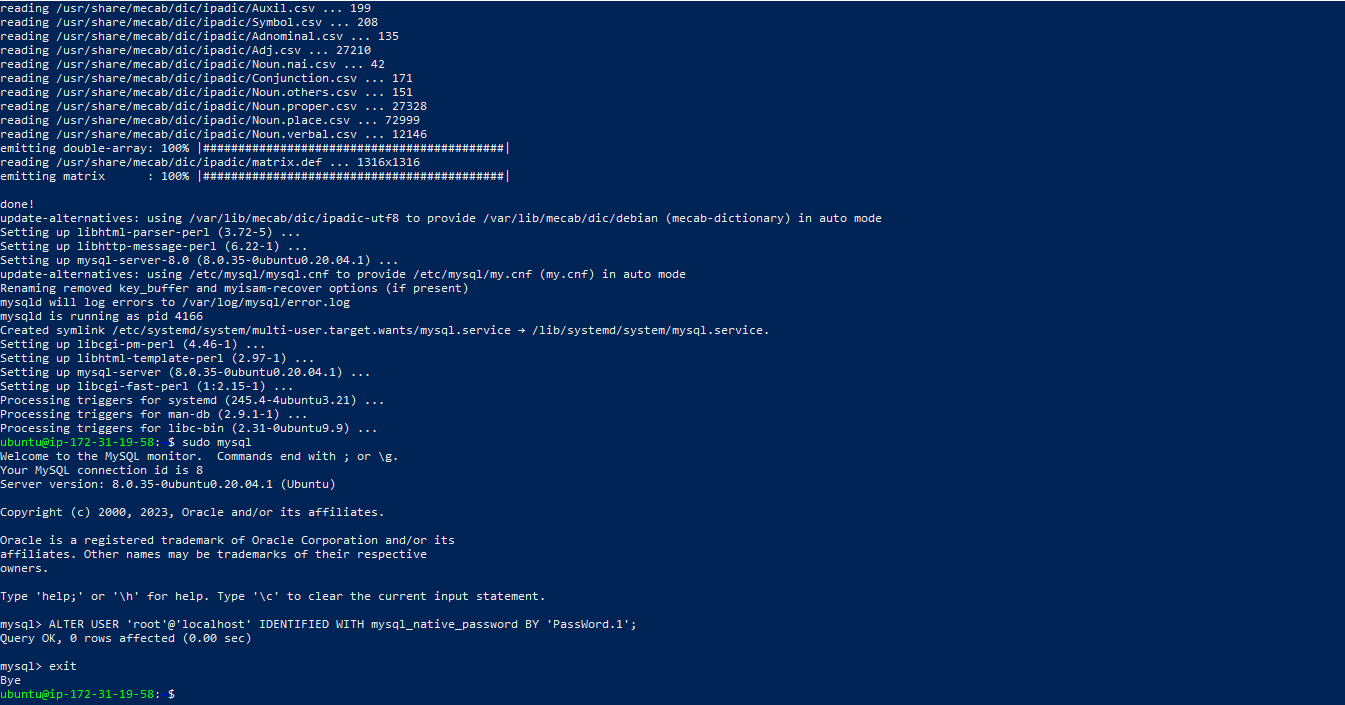 reading /usr/share/mecab/dic/ipadic/Auxil.csv ... 199
reading /usr/share/mecab/dic/ipadic/Symbol.csv ... 208
reading /usr/share/mecab/dic/ipadic/Adnominal.csv ... 135
reading /usr/share/mecab/dic/ipadic/Adj.csv ... 27210
reading /usr/share/mecab/dic/ipadic/Noun.nai.csv ... 42
reading /usr/share/mecab/dic/ipadic/Conjunction.csv ... 171
reading /usr/share/mecab/dic/ipadic/Noun.others.csv ... 151
reading /usr/share/mecab/dic/ipadic/Noun.proper.csv ... 27328
reading /usr/share/mecab/dic/ipadic/Noun.place.csv ... 72999
reading /usr/share/mecab/dic/ipadic/Noun.verbal.csv ... 12146
emitting double-array: 100% |###########################################|
reading /usr/share/mecab/dic/ipadic/matrix.def ... 1316x1316
emitting matrix      : 100% |###########################################|
done!
update-alternatives: using /var/lib/mecab/dic/ipadic-utf8 to provide /var/lib/mecab/dic/debian (mecab-dictionary) in auto mode
Setting up libhtml-parser-perl (3.72-5) ...
Setting up libhttp-message-perl (6.22-1) ...
Setting up mysql-server-8.0 (8.0.35-0ubuntu0.20.04.1) ...
update-alternatives: using /etc/mysql/mysql.cnf to provide /etc/mysql/my.cnf (my.cnf) in auto mode
Renaming removed key_buffer and myisam-recover options (if present)
mysqld will log errors to /var/log/mysql/error.log
mysqld is running as pid 4166
Created symlink /etc/systemd/system/multi-user.target.wants/mysql.service → /lib/systemd/system/mysql.service.
Setting up libcgi-pm-perl (4.46-1) ...
Setting up libhtml-template-perl (2.97-1) ...
Setting up mysql-server (8.0.35-0ubuntu0.20.04.1) ...
Setting up libcgi-fast-perl (1:2.15-1) ...
Processing triggers for systemd (245.4-4ubuntu3.21) ...
Processing triggers for man-db (2.9.1-1) ...
Processing triggers for libc-bin (2.31-0ubuntu9.9) ...
ubuntu@ip-172-31-19-58: $ sudo mysql
Welcome to the MySQL monitor.  Commands end with ; or \g.
Your MySQL connection id is 8
Server version: 8.0.35-0ubuntu0.20.04.1 (Ubuntu)
Copyright (c) 2000, 2023, Oracle and/or its affiliates.
Oracle is a registered trademark of Oracle Corporation and/or its
affiliates. Other names may be trademarks of their respective
owners.
Type 'help;' or '\h' for help. Type '\c' to clear the current input statement.
mysql> ALTER USER 'root'@'localhost' IDENTIFIED WITH mysql_native_password BY 'PassWord.1';
Query OK, 0 rows affected (0.00 sec)
mysql> exit
Bye
ubuntu@ip-172-31-19-58: $